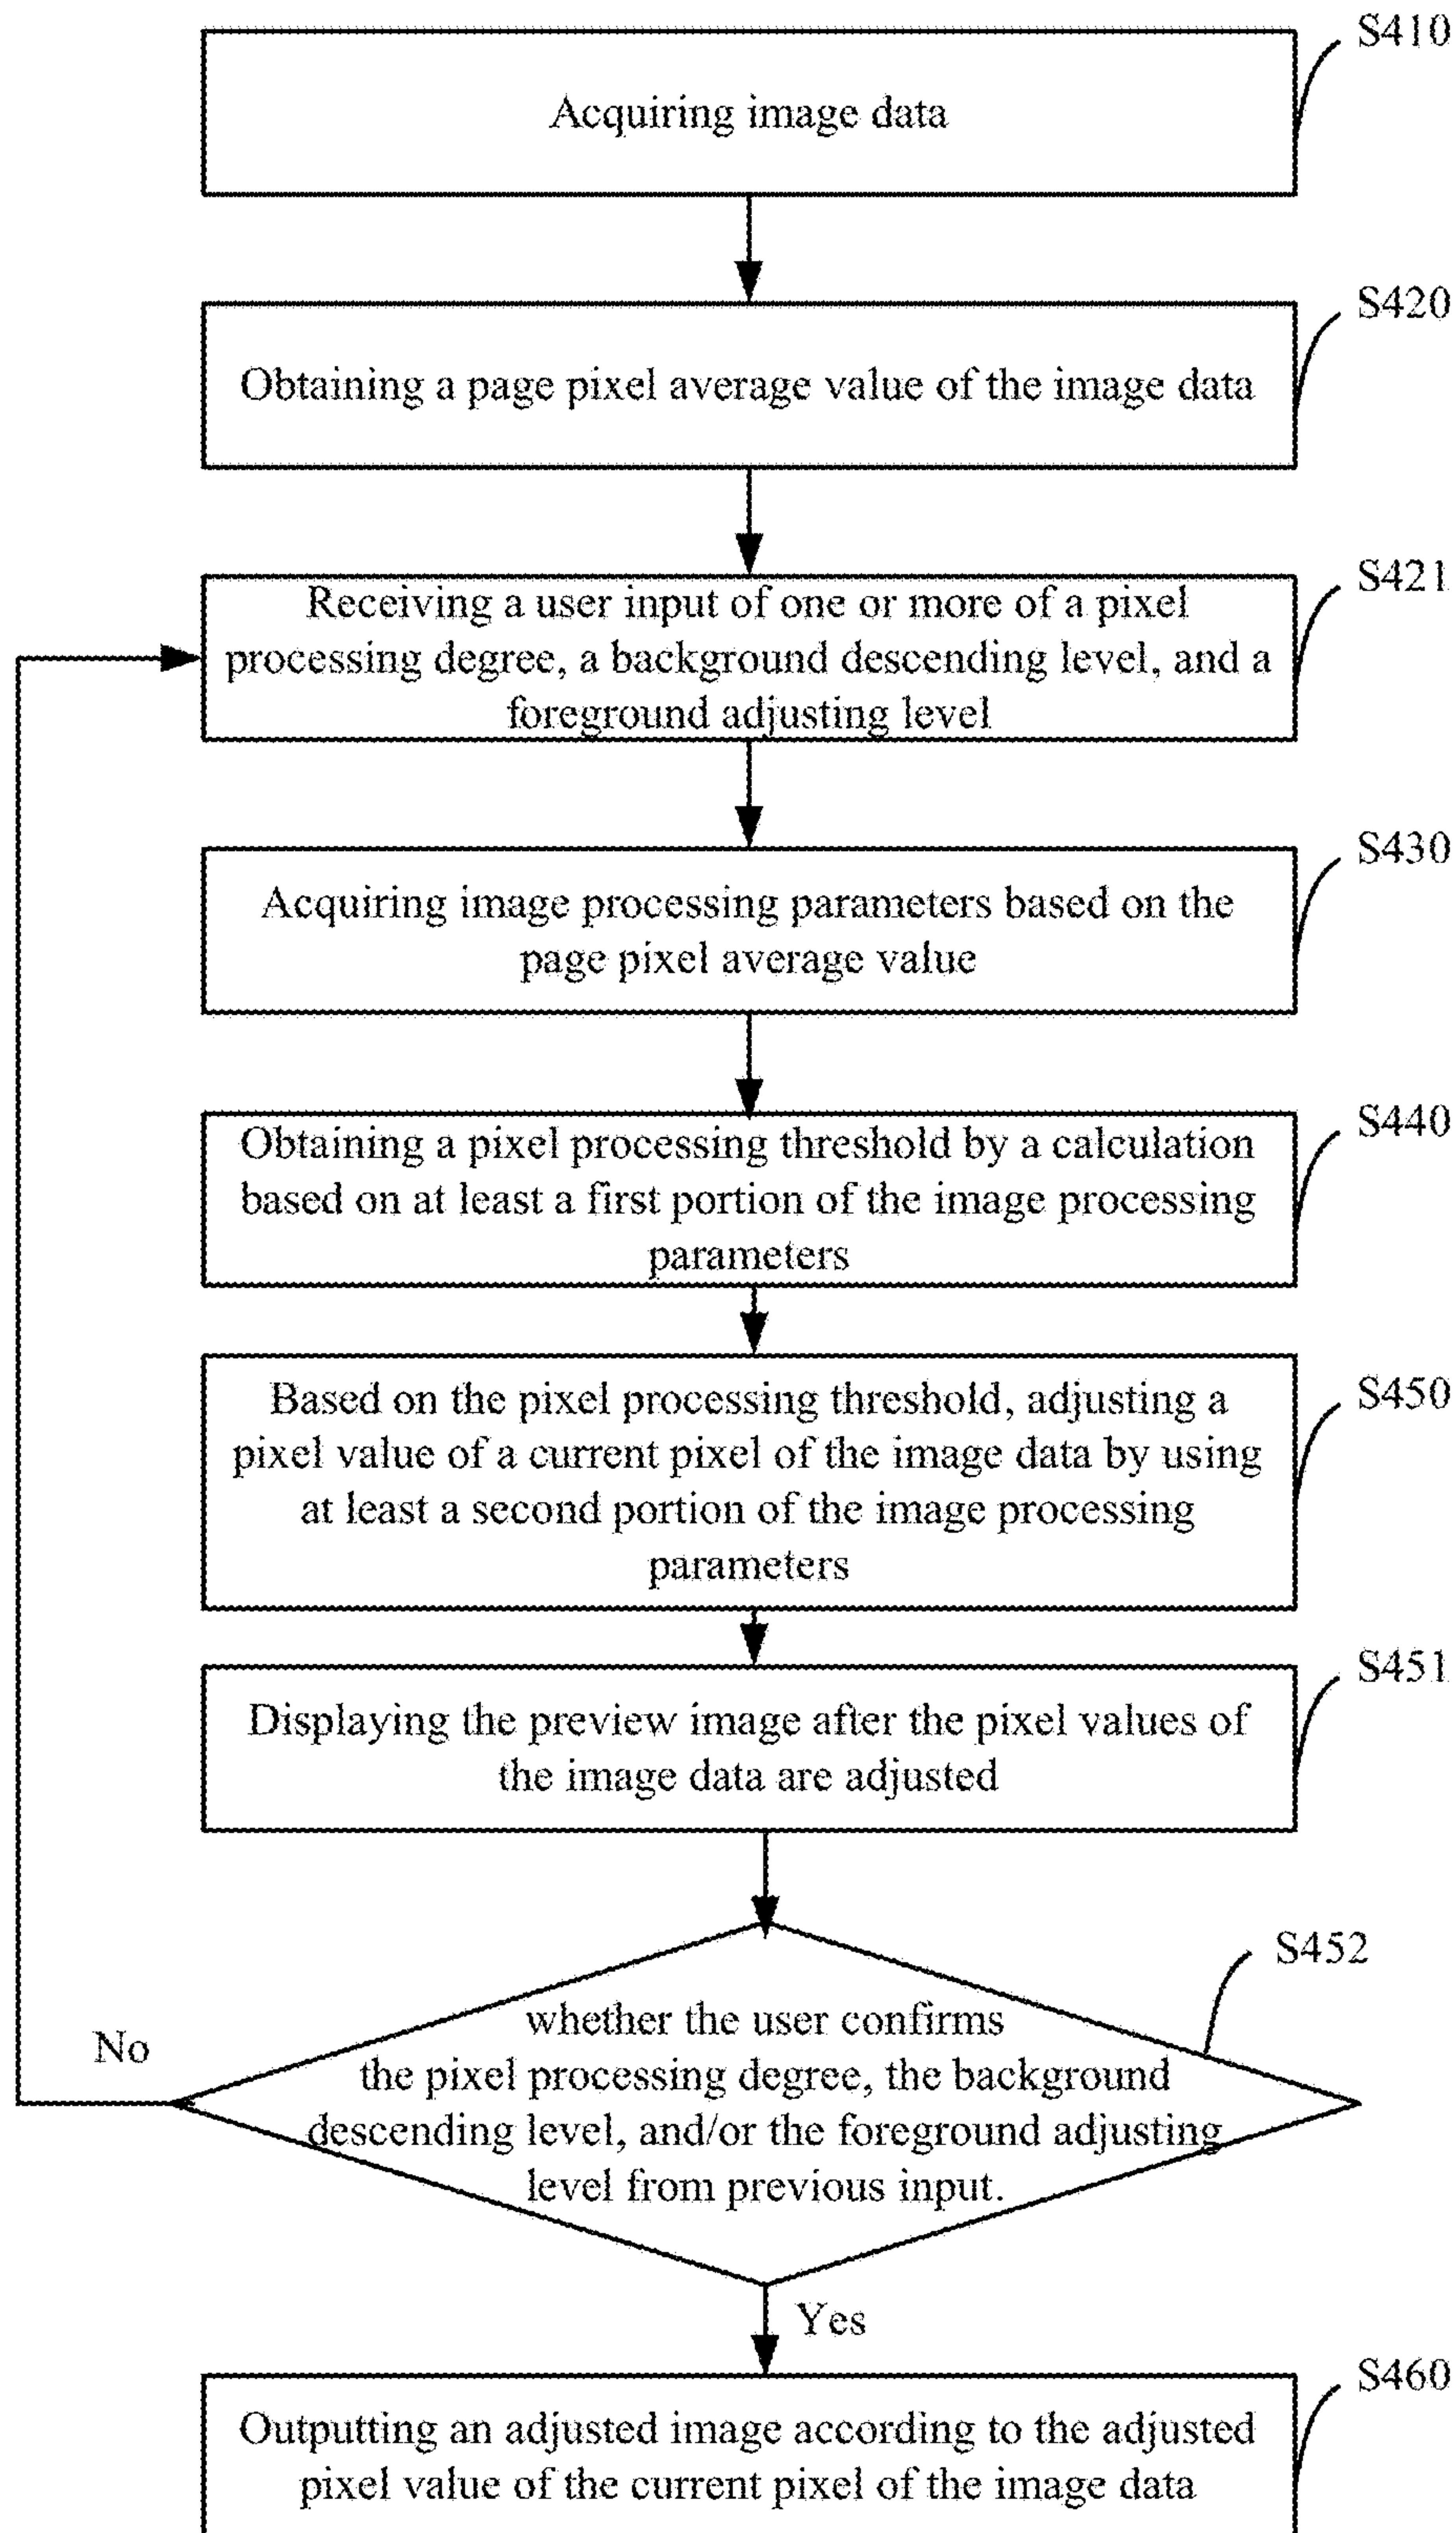 S410
Acquiring image data
S420
Obtaining a page pixel average value of the image data
S421
Receiving a user input of one or more of a pixel
processing degree, a background descending level, and a
foreground adjusting level
S430
Acquiring image processing parameters based on the
page pixel average value
S440
Obtaining a pixel processing threshold by a calculation
based on at least a first portion of the image processing
parameters
S450
Based on the pixel processing threshold, adjusting a
pixel value of a current pixel of the image data by using
at least a second portion of the image processing
parameters
S451
Displaying the preview image after the pixel values of
the image data are adjusted
S452
whether the user confirms
the pixel processing degree, the background
descending level, and/or the foreground adjusting
level from previous input.
No
Yes
S460
Outputting an adjusted image according to the adjusted
pixel value of the current pixel of the image data